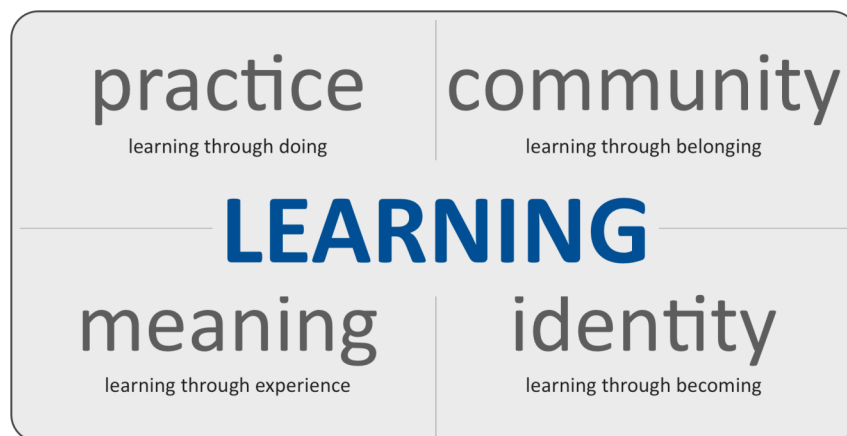 practice
learning through doing
community
learning through belonging
LEARNING
meaning
learning through experience
identity
learning through becoming